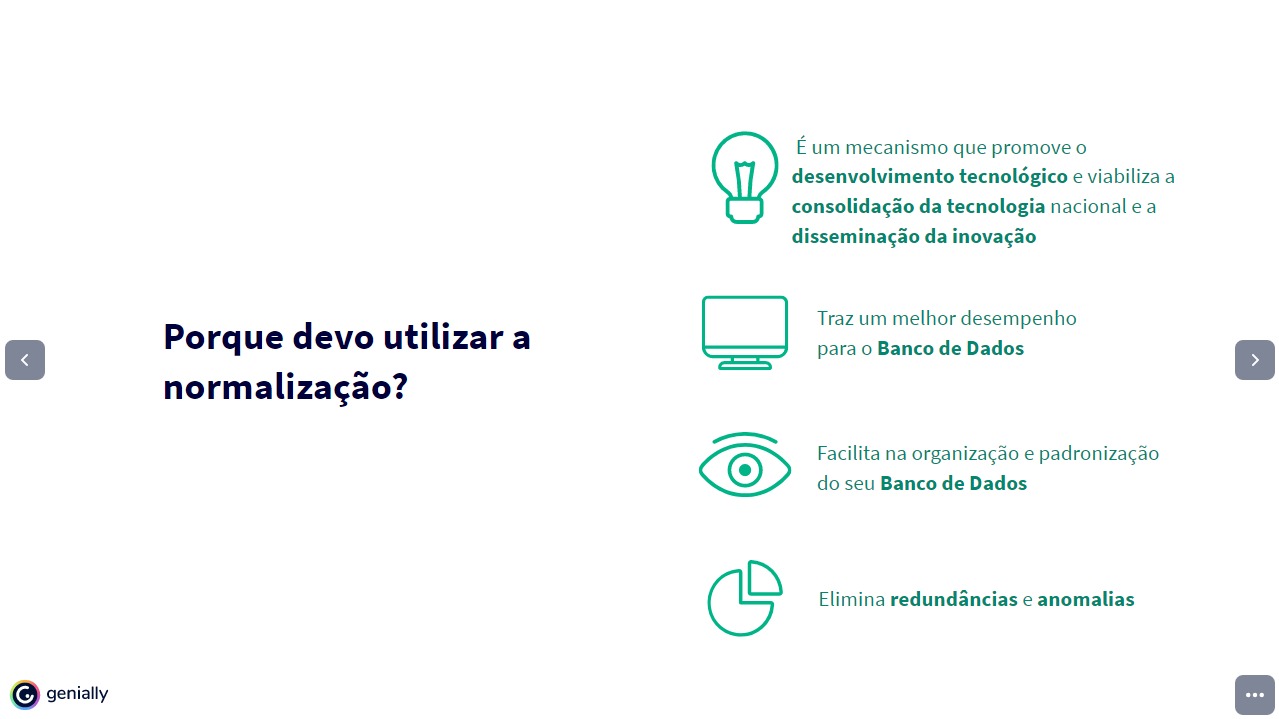 Porque devo utilizar a
normalização?
É um mecanismo que promove o
desenvolvimento tecnológico e viabiliza a
consolidação da tecnologia nacional e a
disseminação da inovação
Traz um melhor desempenho
para o Banco de Dados
Facilita na organização e padronização
do seu Banco de Dados
Elimina redundâncias e anomalias
genially